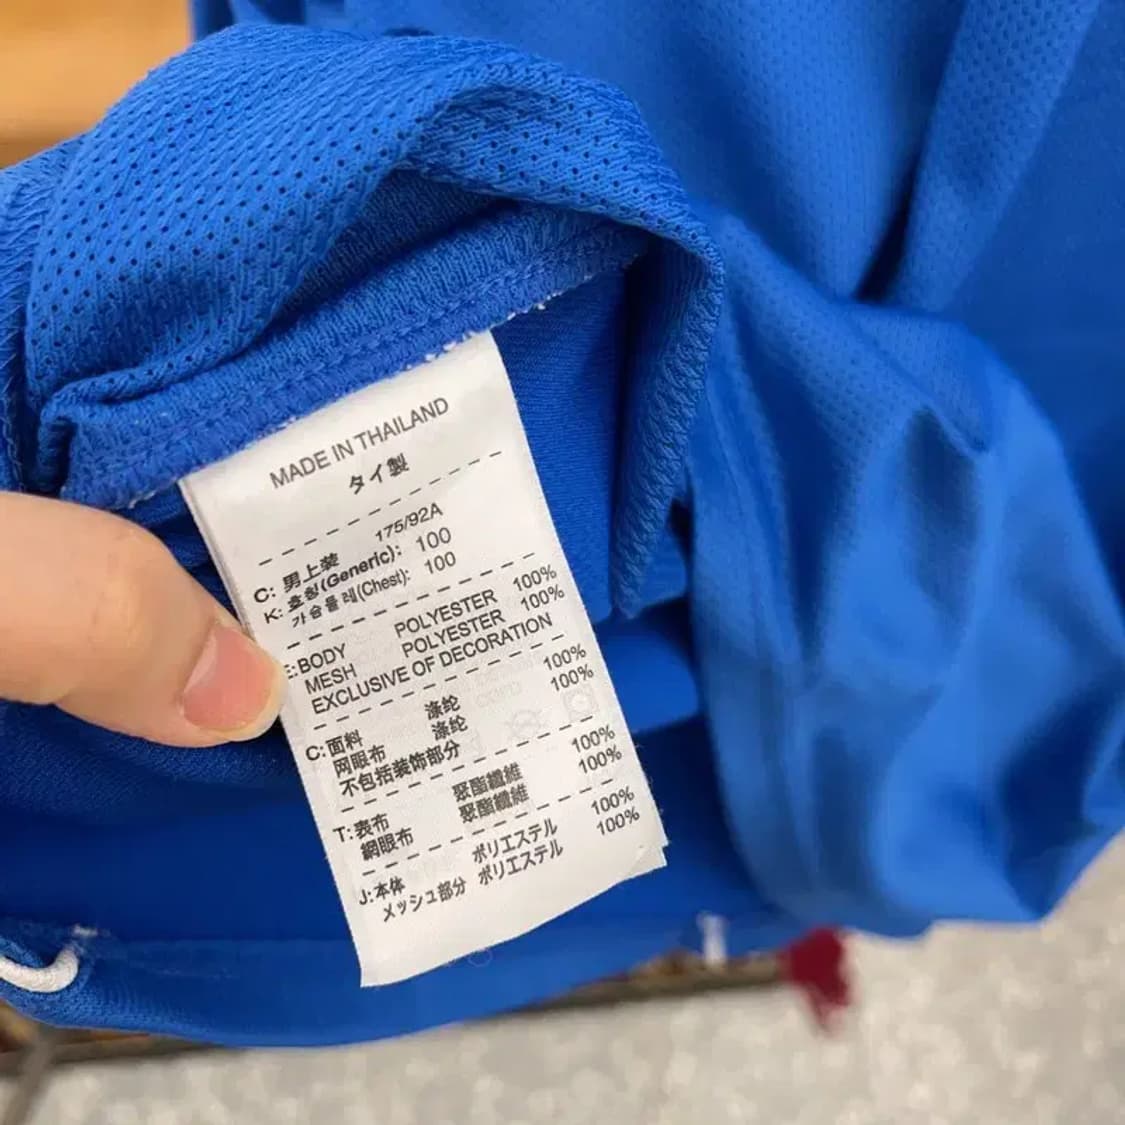 MADE IN THAILAND
タイ製
C: 男上装 175/92A
K: 호칭(Generic): 100
가슴둘레(Chest): 100
E: BODY POLYESTER 100%
MESH POLYESTER 100%
EXCLUSIVE OF DECORATION
C: 面料 涤纶 100%
网眼布 涤纶 100%
不包括装饰部分
T: 表布 聚酯纖維 100%
網眼布 聚酯纖維 100%
J: 本体 ポリエステル 100%
メッシュ部分 ポリエステル 100%